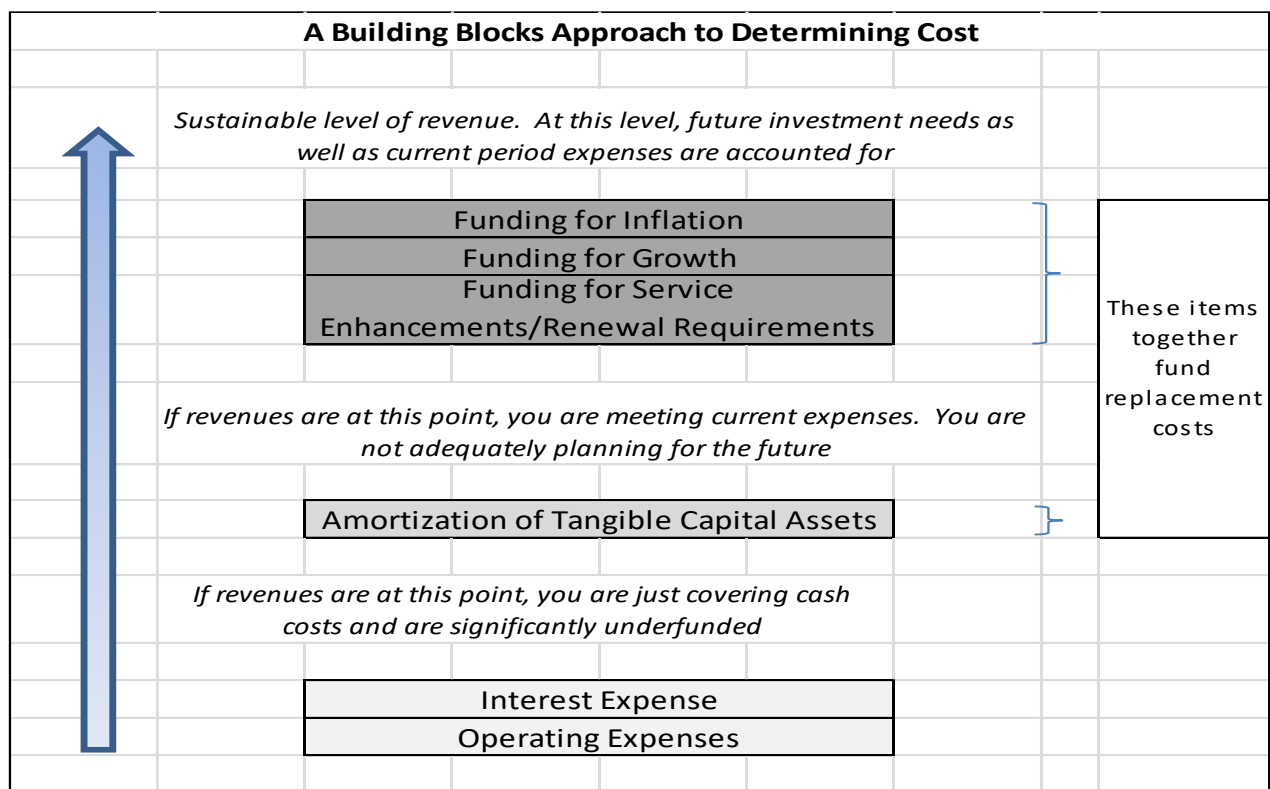 A Building Blocks Approach to Determining Cost
Sustainable level of revenue.  At this level, future investment needs as
well as current period expenses are accounted for
Funding for Inflation
Funding for Growth
Funding for Service
Enhancements/Renewal Requirements
These items
together
fund
replacement
costs
If revenues are at this point, you are meeting current expenses.  You are
not adequately planning for the future
Amortization of Tangible Capital Assets
If revenues are at this point, you are just covering cash
costs and are significantly underfunded
Interest Expense
Operating Expenses